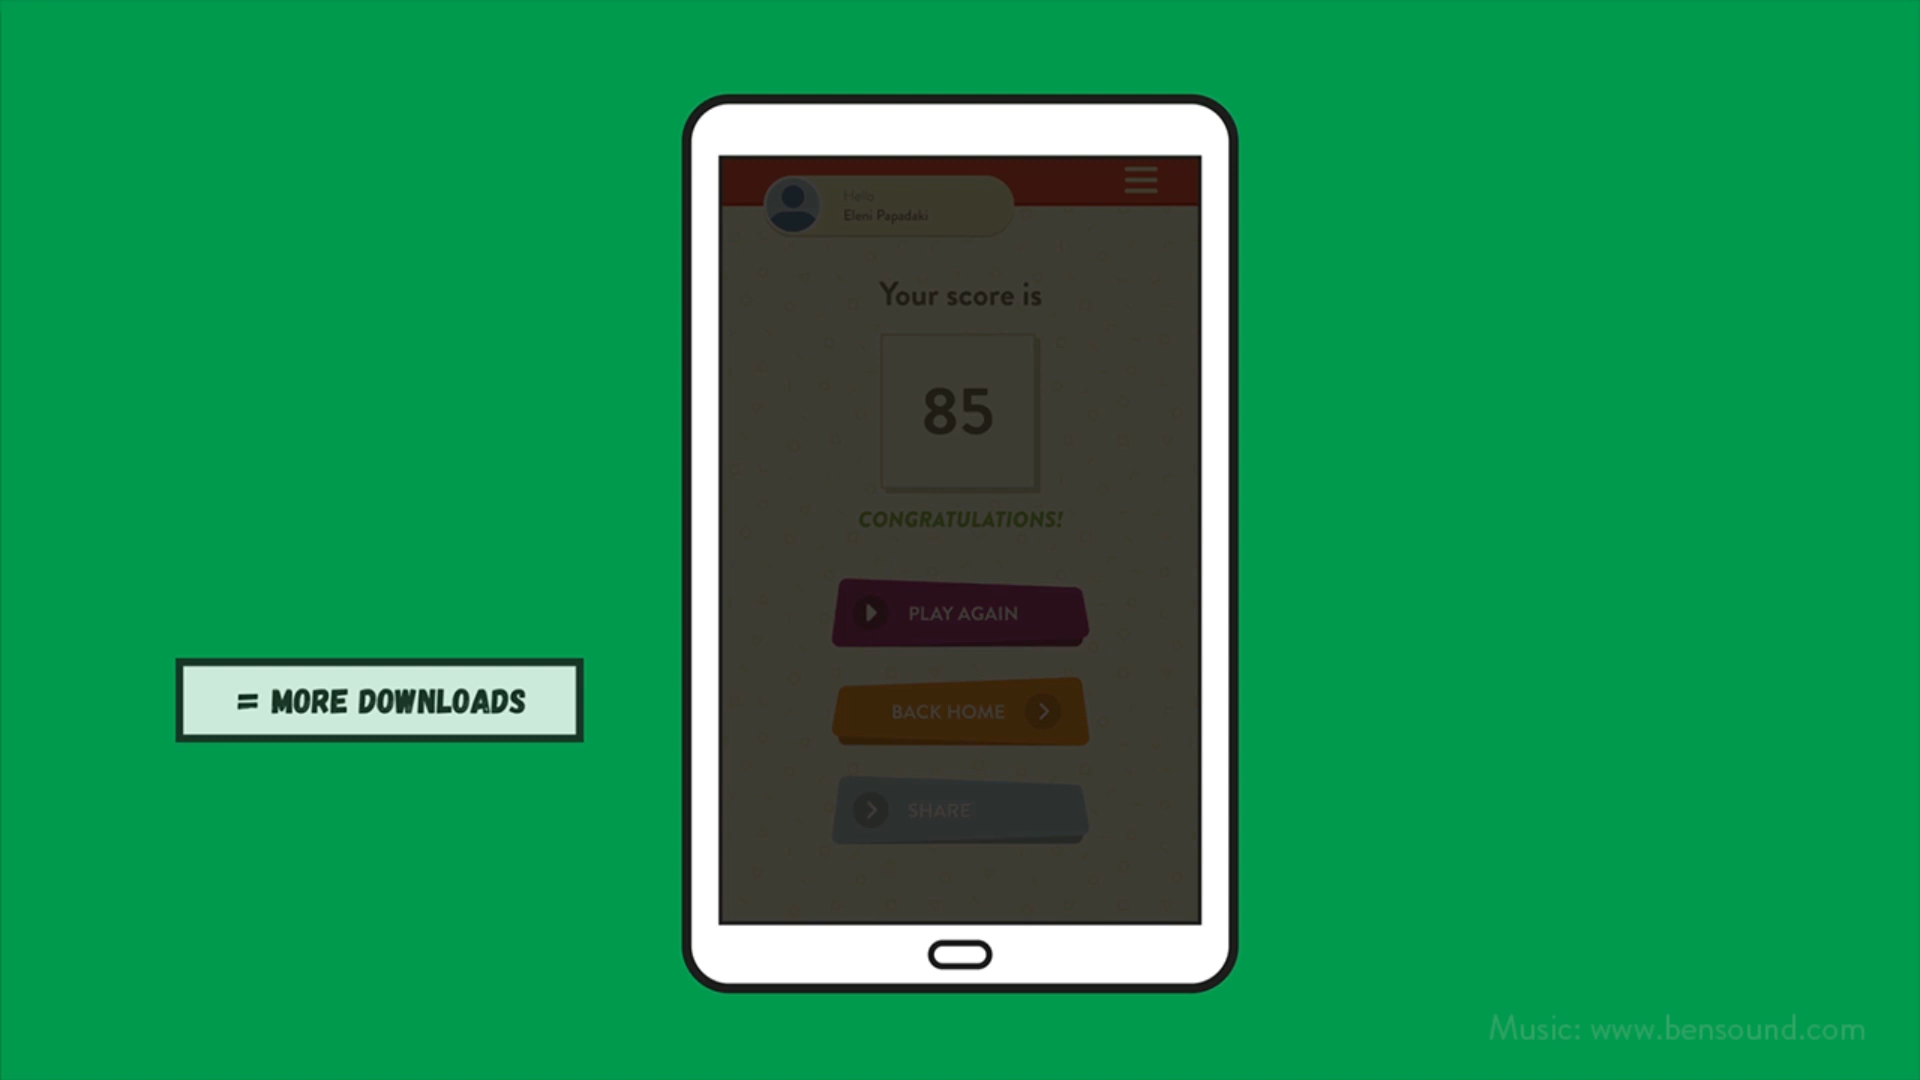 Hello
Eleni Papadaki
Your score is
85
CONGRATULATIONS!
PLAY AGAIN
BACK HOME
SHARE
= MORE DOWNLOADS
Music: www.bensound.com